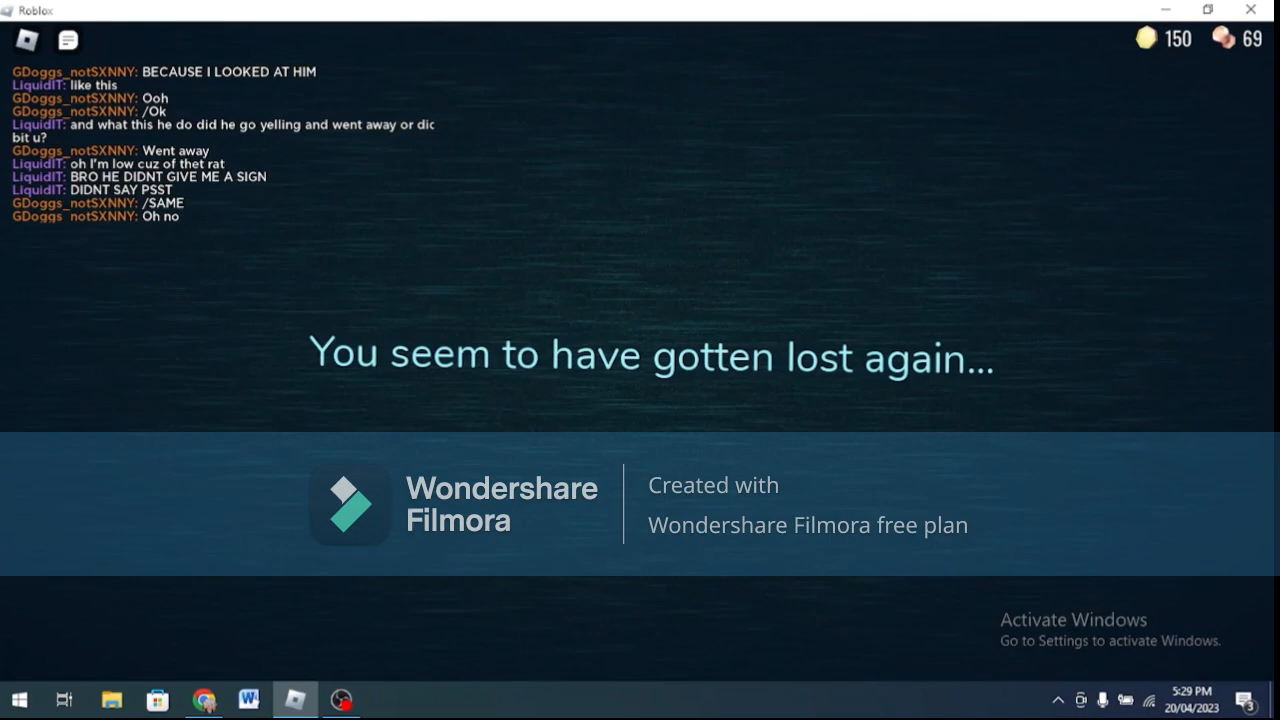 Roblox
150 69
GDoggs_notSXNNY: BECAUSE I LOOKED AT HIM
LiquidIT: like this
GDoggs_notSXNNY: Ooh
GDoggs_notSXNNY: /Ok
LiquidIT: and what this he do did he go yelling and went away or dic
bit u?
GDoggs_notSXNNY: Went away
LiquidIT: oh I'm low cuz of thet rat
LiquidIT: BRO HE DIDNT GIVE ME A SIGN
LiquidIT: DIDNT SAY PSST
GDoggs_notSXNNY: /SAME
GDoggs_notSXNNY: Oh no
You seem to have gotten lost again...
Wondershare
Filmora
Created with
Wondershare Filmora free plan
Activate Windows
Go to Settings to activate Windows.
5:29 PM
20/04/2023
3